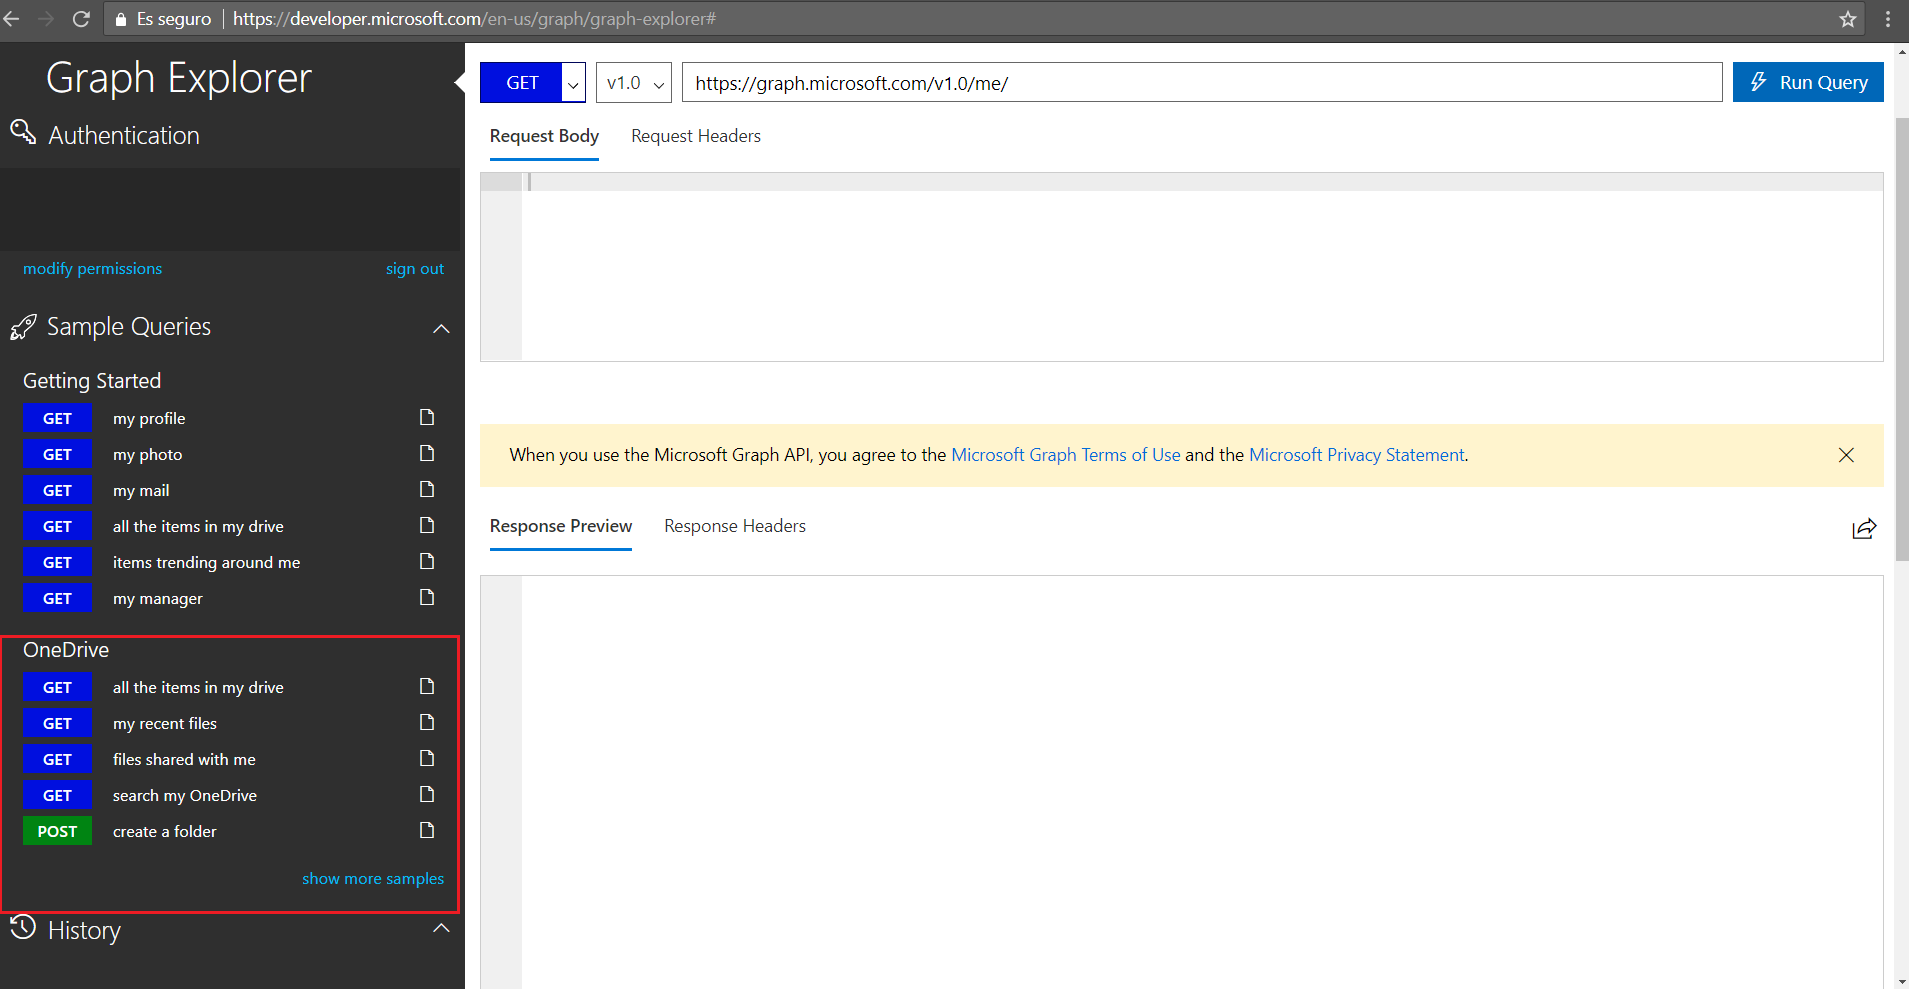 Es seguro | https://developer.microsoft.com/en-us/graph/graph-explorer#
Graph Explorer
Authentication
modify permissions sign out
Sample Queries
Getting Started
GET my profile
GET my photo
GET my mail
GET all the items in my drive
GET items trending around me
GET my manager
OneDrive
GET all the items in my drive
GET my recent files
GET files shared with me
GET search my OneDrive
POST create a folder
show more samples
History
GET v1.0 https://graph.microsoft.com/v1.0/me/ Run Query
Request Body Request Headers
When you use the Microsoft Graph API, you agree to the Microsoft Graph Terms of Use and the Microsoft Privacy Statement.
Response Preview Response Headers